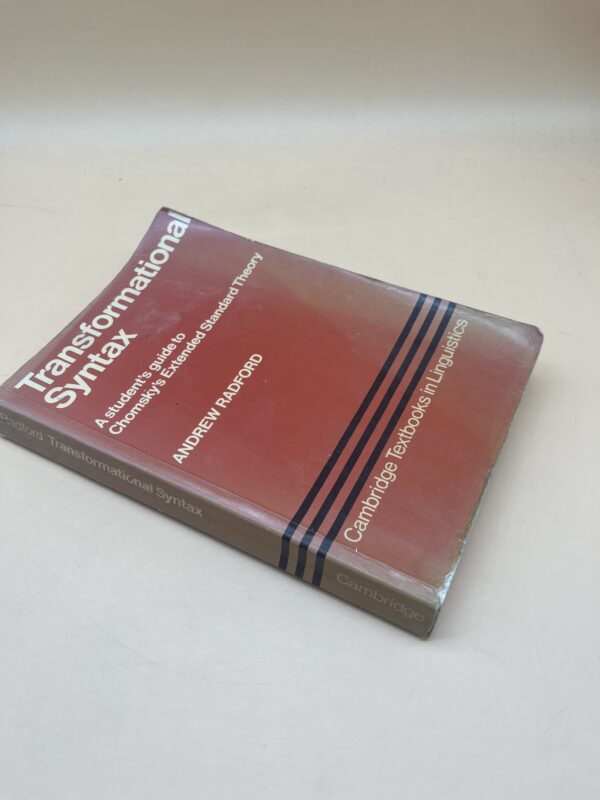 Transformational
Syntax
A student's guide to
Chomsky's Extended Standard Theory
ANDREW RADFORD
Cambridge Textbooks in Linguistics
Radford Transformational Syntax
Cambridge